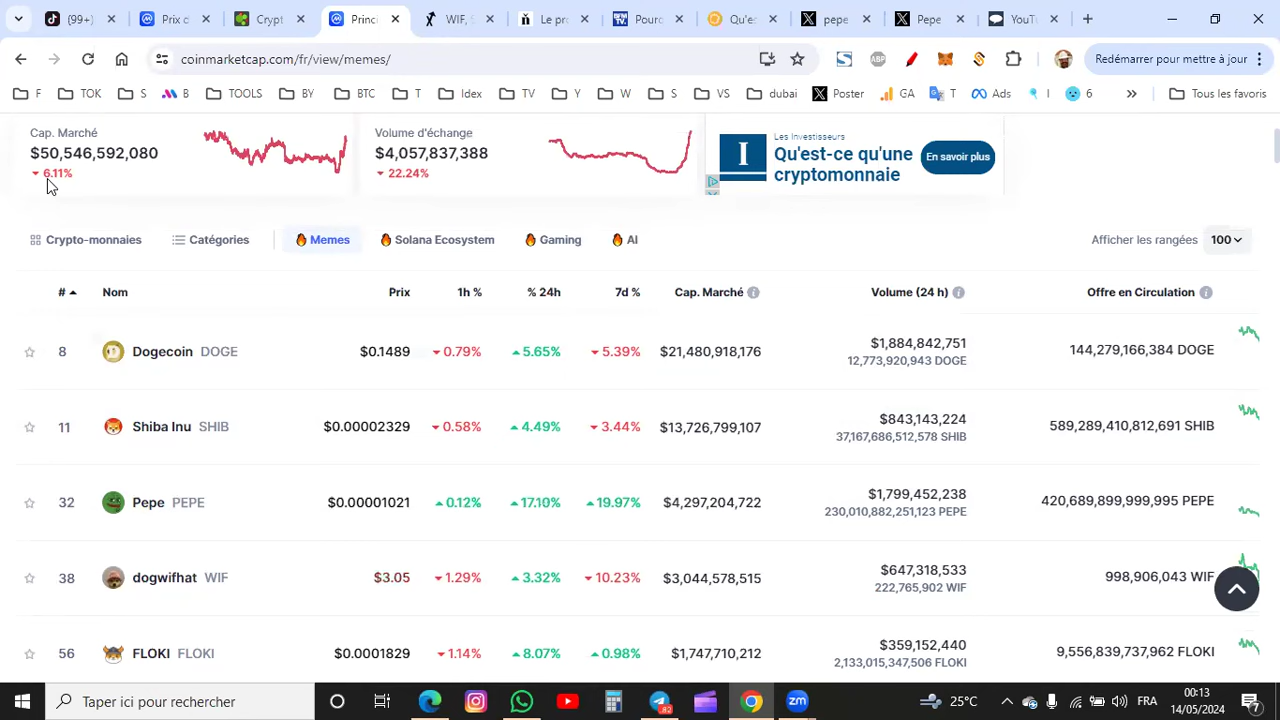 (99+)
Prix d
Crypt
Princ
WIF, S
Le pro
Pourc
Qu'es
pepe
Pepe
YouTu
coinmarketcap.com/fr/view/memes/
Redémarrer pour mettre à jour
F
TOK
S
B
TOOLS
BY
BTC
T
Idex
TV
Y
W
S
VS
dubai
Poster
GA
T
Ads
I
6
Tous les favoris
Cap. Marché
$50,546,592,080
6.11%
Volume d'échange
$4,057,837,388
22.24%
Les Investisseurs
Qu'est-ce qu'une
cryptomonnaie
En savoir plus
Crypto-monnaies
Catégories
Memes
Solana Ecosystem
Gaming
AI
Afficher les rangées
100
# Nom Prix 1h % % 24h 7d % Cap. Marché Volume (24 h) Offre en Circulation
8 Dogecoin DOGE $0.1489 0.79% 5.65% 5.39% $21,480,918,176 $1,884,842,751 144,279,166,384 DOGE
12,773,920,943 DOGE
11 Shiba Inu SHIB $0.00002329 0.58% 4.49% 3.44% $13,726,799,107 $843,143,224 589,289,410,812,691 SHIB
37,167,686,512,578 SHIB
32 Pepe PEPE $0.00001021 0.12% 17.10% 19.97% $4,297,204,722 $1,799,452,238 420,689,899,999,995 PEPE
230,010,882,251,123 PEPE
38 dogwifhat WIF $3.05 1.29% 3.32% 10.23% $3,044,578,515 $647,318,533 998,906,043 WIF
222,765,902 WIF
56 FLOKI FLOKI $0.0001829 1.14% 8.07% 0.98% $1,747,710,212 $359,152,440 9,556,839,737,962 FLOKI
2,133,015,347,506 FLOKI
Taper ici pour rechercher
82
25°C
FRA
00:13
14/05/2024
7